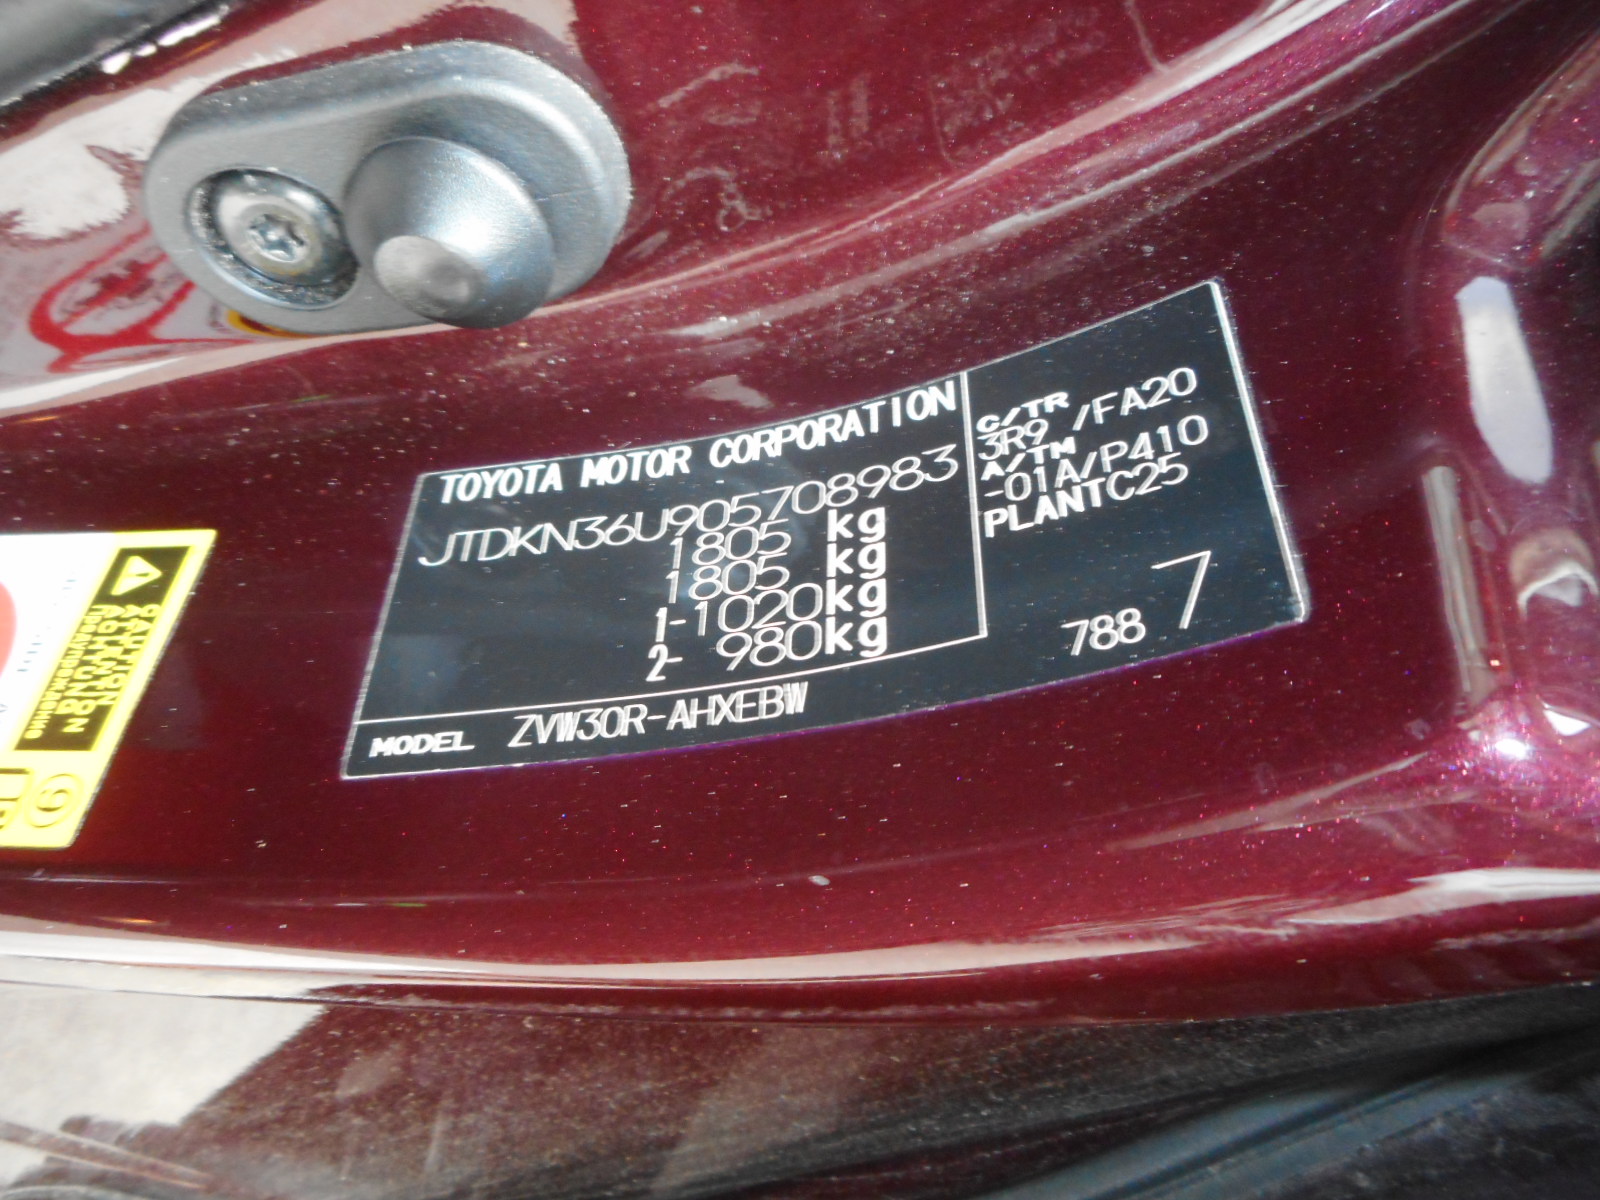 TOYOTA MOTOR CORPORATION
JTDKN36U905708983
1805 kg
1805 kg
1-1020kg
2- 980kg
MODEL ZVW30R-AHXEBW
C/TR
3R9 /FA20
A/TM
-01A/P410
PLANTC25
788 7
CAUTION